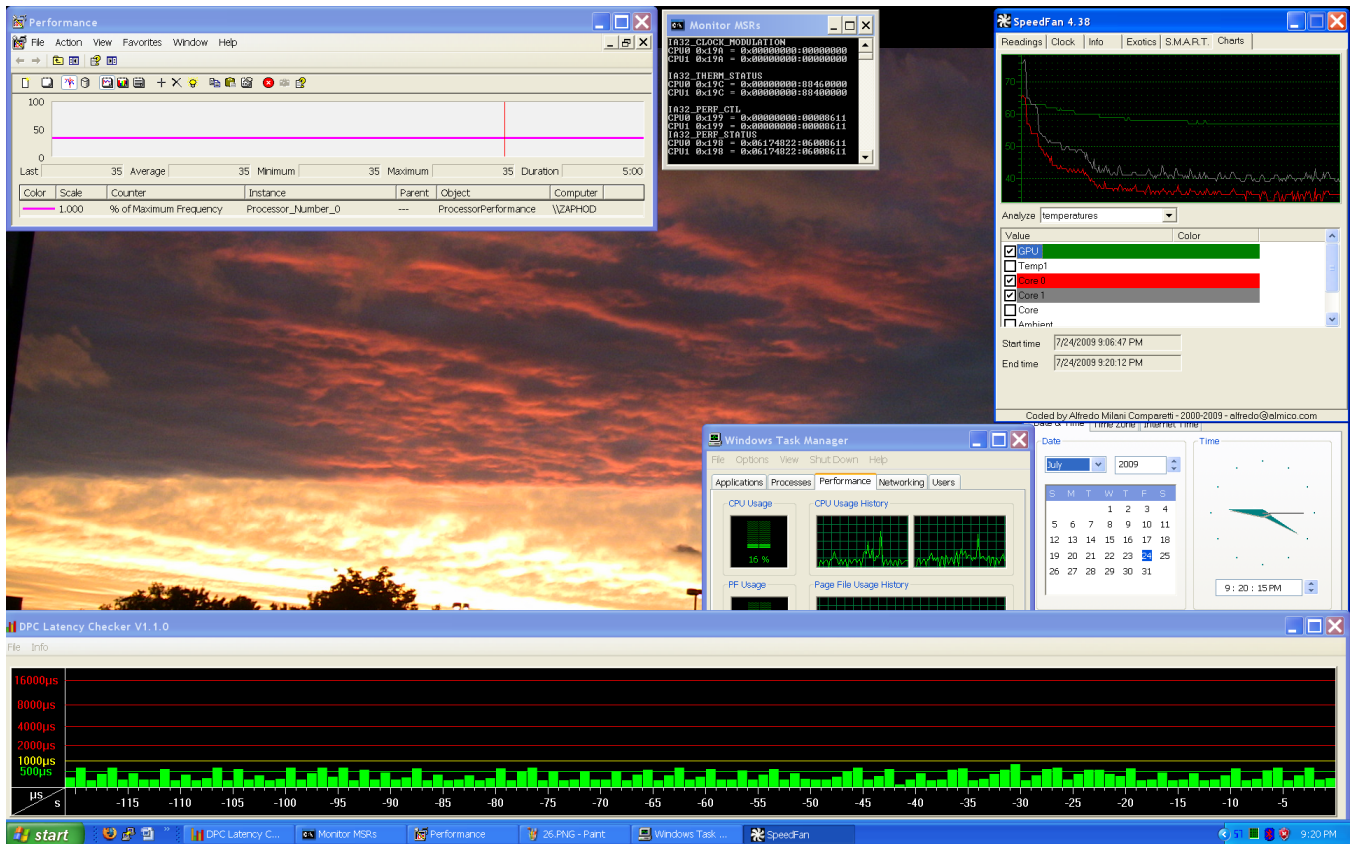 Performance
File Action View Favorites Window Help
100
50
0
Last 35 Average 35 Minimum 35 Maximum 35 Duration 5:00
Color Scale Counter Instance Parent Object Computer
1.000 % of Maximum Frequency Processor_Number_0 --- ProcessorPerformance \\ZAPHOD
Monitor MSRs
IA32_CLOCK_MODULATION
CPU0 0x19A = 0x00000000:00000000
CPU1 0x19A = 0x00000000:00000000
IA32_THERM_STATUS
CPU0 0x19C = 0x00000000:88460000
CPU1 0x19C = 0x00000000:88400000
IA32_PERF_CTL
CPU0 0x199 = 0x00000000:00008611
CPU1 0x199 = 0x00000000:00008611
IA32_PERF_STATUS
CPU0 0x198 = 0x06174822:06008611
CPU1 0x198 = 0x06174822:06008611
SpeedFan 4.38
Readings Clock Info Exotics S.M.A.R.T. Charts
70
60
50
40
Analyze temperatures
Value Color
GPU
Temp1
Core 0
Core 1
Core
Ambient
Start time 7/24/2009 9:06:47 PM
End time 7/24/2009 9:20:12 PM
Coded by Alfredo Milani Comparetti - 2000-2009 - alfredo@almico.com
Windows Task Manager
File Options View Shut Down Help
Applications Processes Performance Networking Users
CPU Usage CPU Usage History
16 %
PF Usage Page File Usage History
Date & Time Time Zone Internet Time
Date Time
July 2009
S M T W T F S
1 2 3 4
5 6 7 8 9 10 11
12 13 14 15 16 17 18
19 20 21 22 23 24 25
26 27 28 29 30 31
9 : 20 : 15 PM
DPC Latency Checker V1.1.0
File Info
16000µs
8000µs
4000µs
2000µs
1000µs
500µs
µs s -115 -110 -105 -100 -95 -90 -85 -80 -75 -70 -65 -60 -55 -50 -45 -40 -35 -30 -25 -20 -15 -10 -5
start DPC Latency C... Monitor MSRs Performance 26.PNG - Paint Windows Task ... SpeedFan 51 9:20 PM